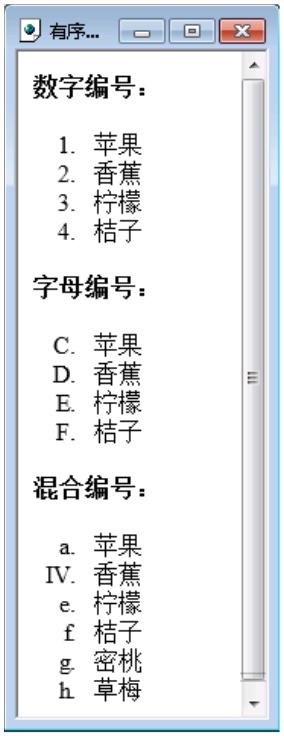 有序...
数字编号：
1. 苹果
2. 香蕉
3. 柠檬
4. 桔子
字母编号：
C. 苹果
D. 香蕉
E. 柠檬
F. 桔子
混合编号：
a. 苹果
IV. 香蕉
e. 柠檬
f. 桔子
g. 密桃
h. 草梅